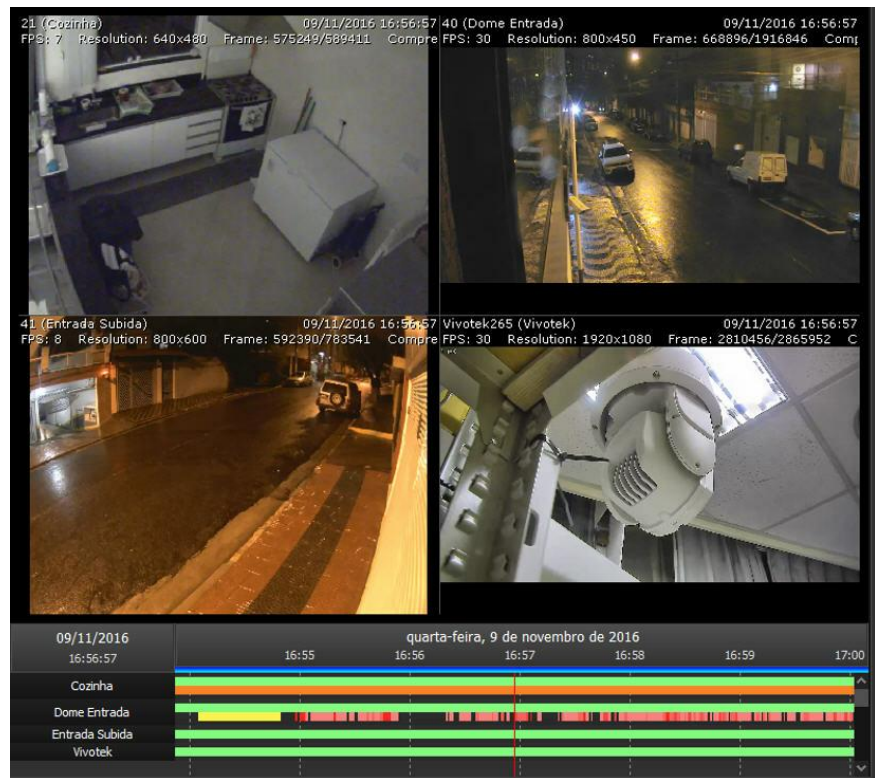 21 (Cozinha) 09/11/2016 16:56:57
FPS: 7 Resolution: 640x480 Frame: 575249/589411 Compre
40 (Dome Entrada) 09/11/2016 16:56:57
FPS: 30 Resolution: 800x450 Frame: 668896/1916846 Comp
41 (Entrada Subida) 09/11/2016 16:56:57
FPS: 8 Resolution: 800x600 Frame: 592390/783541 Compre
Vivotek265 (Vivotek) 09/11/2016 16:56:57
FPS: 30 Resolution: 1920x1080 Frame: 2810456/2865952 C
09/11/2016
16:56:57
quarta-feira, 9 de novembro de 2016
16:55 16:56 16:57 16:58 16:59 17:00
Cozinha
Dome Entrada
Entrada Subida
Vivotek